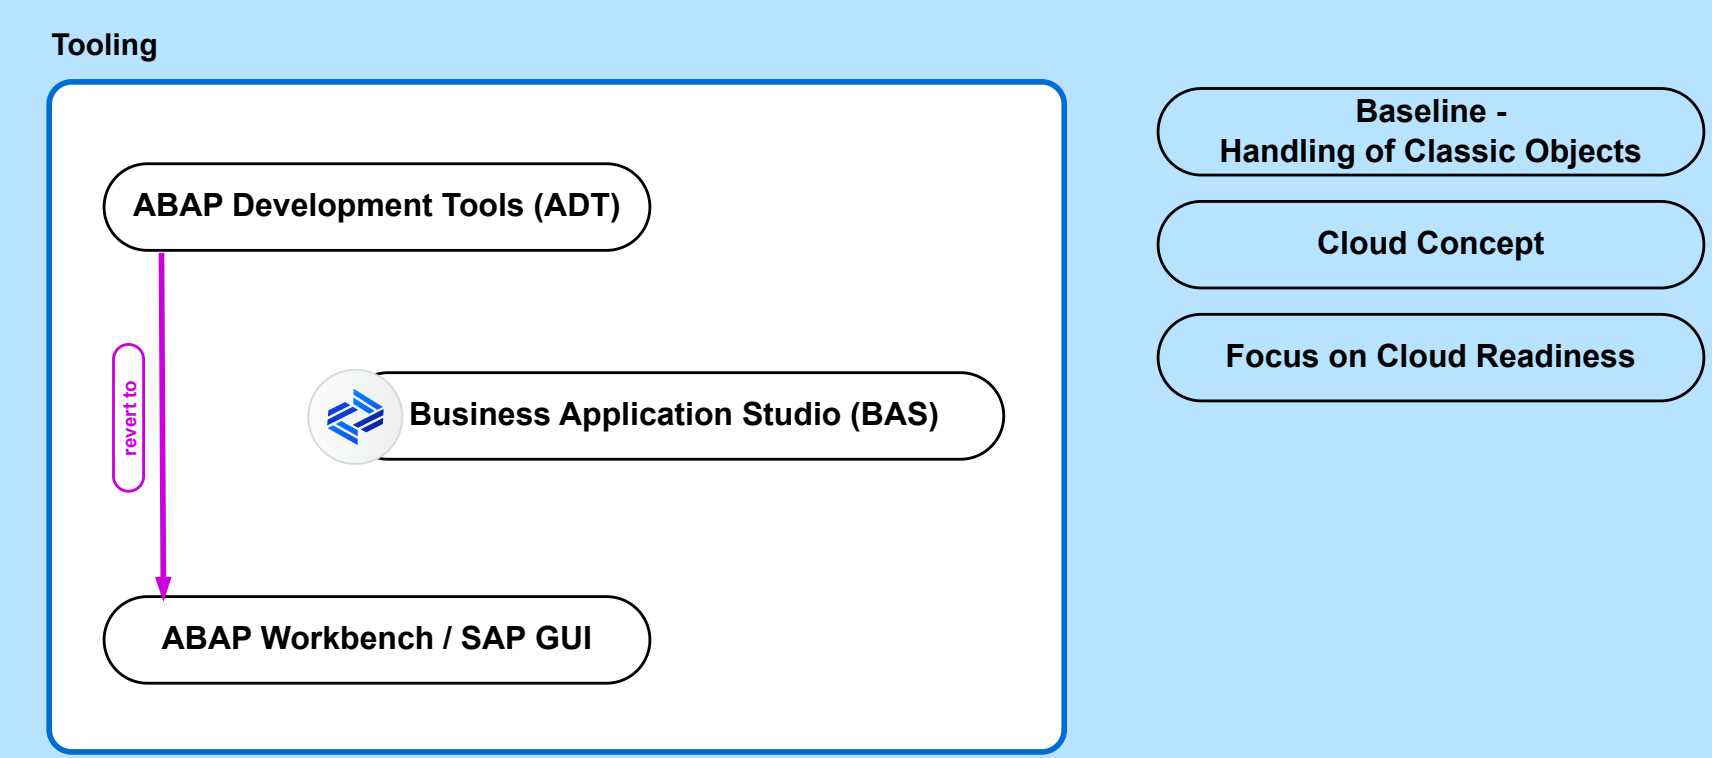 Tooling
ABAP Development Tools (ADT)
revert to
Business Application Studio (BAS)
ABAP Workbench / SAP GUI
Baseline -
Handling of Classic Objects
Cloud Concept
Focus on Cloud Readiness